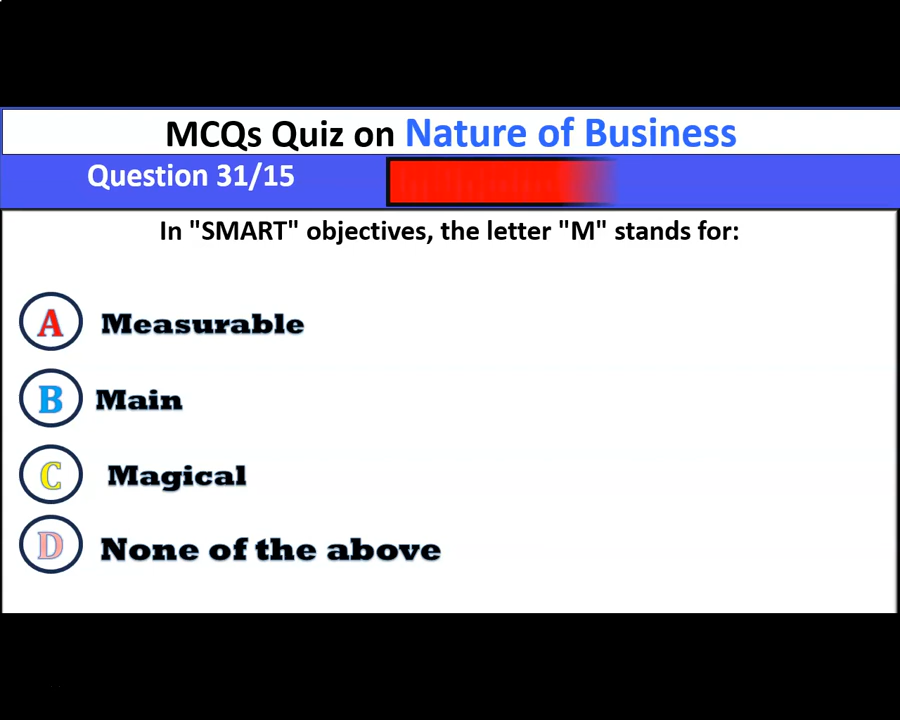 MCQs Quiz on Nature of Business
Question 31/15
In "SMART" objectives, the letter "M" stands for:
A Measurable
B Main
C Magical
D None of the above